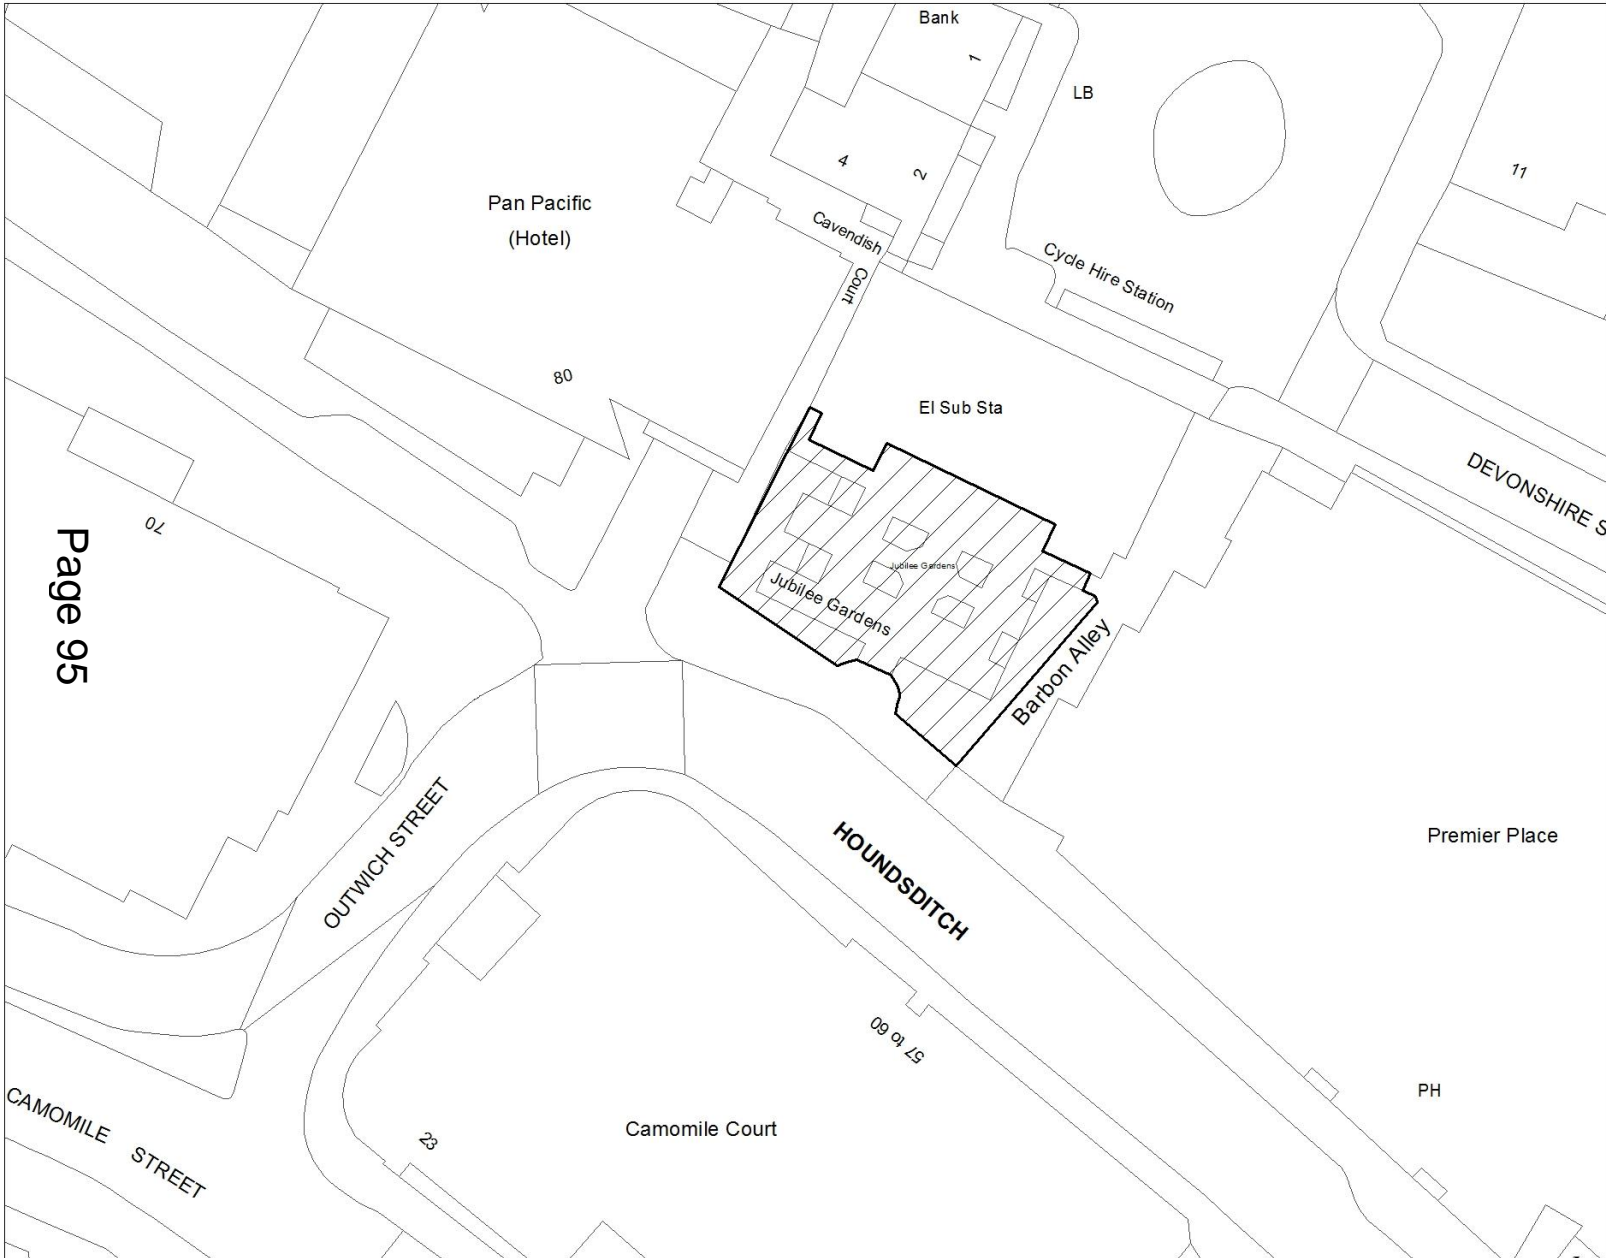 Bank
1
LB
4
2
11
Pan Pacific
(Hotel)
Cavendish
Court
Cycle Hire Station
80
El Sub Sta
DEVONSHIRE S
70
Page 95
Jubilee Gardens
Jubilee Gardens
Barbon Alley
OUTWICH STREET
HOUNDSDITCH
Premier Place
57 to 60
PH
CAMOMILE STREET
23
Camomile Court